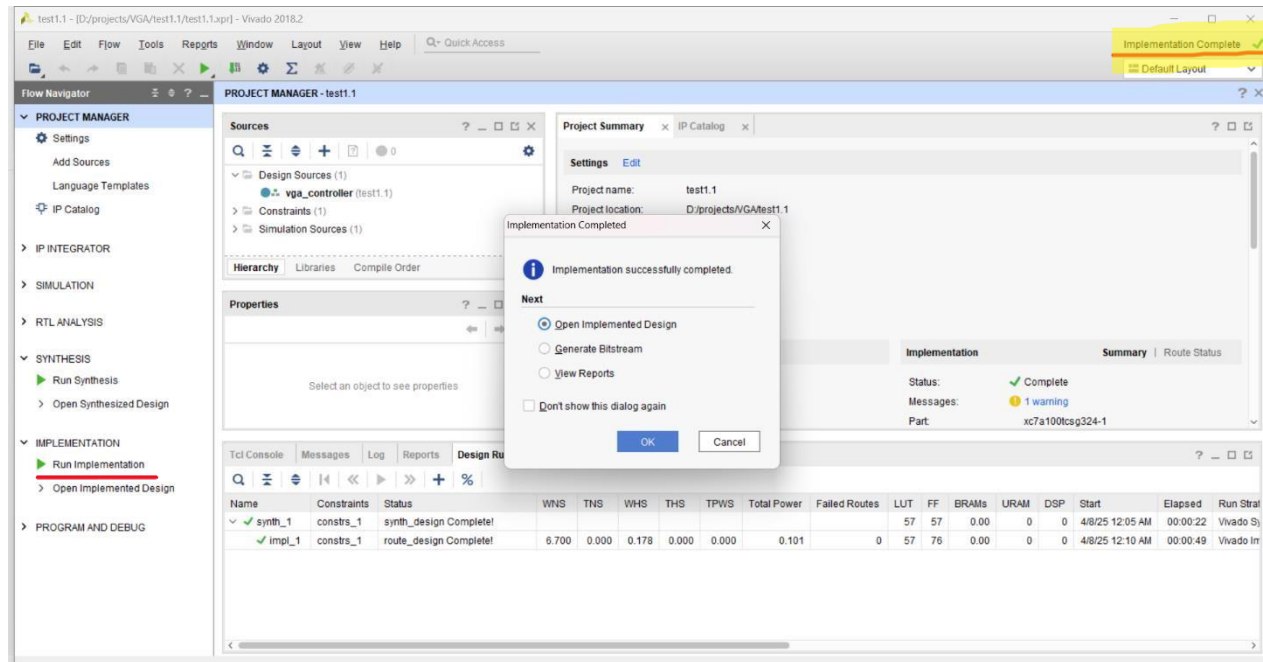 test1.1 - [D:/projects/VGA/test1.1/test1.1.xpr] - Vivado 2018.2
File Edit Flow Tools Reports Window Layout View Help Q- Quick Access
Implementation Complete
Default Layout
Flow Navigator
PROJECT MANAGER
Settings
Add Sources
Language Templates
IP Catalog
IP INTEGRATOR
SIMULATION
RTL ANALYSIS
SYNTHESIS
Run Synthesis
Open Synthesized Design
IMPLEMENTATION
Run Implementation
Open Implemented Design
PROGRAM AND DEBUG
PROJECT MANAGER - test1.1
Sources
0
Design Sources (1)
vga_controller (test1.1)
Constraints (1)
Simulation Sources (1)
Hierarchy Libraries Compile Order
Properties
Select an object to see properties
Project Summary IP Catalog
Settings Edit
Project name: test1.1
Project location: D:/projects/VGA/test1.1
Implementation Summary | Route Status
Status: Complete
Messages: 1 warning
Part: xc7a100tcsg324-1
Implementation Completed
Implementation successfully completed.
Next
Open Implemented Design
Generate Bitstream
View Reports
Don't show this dialog again
OK Cancel
Tcl Console Messages Log Reports Design Ru
Name Constraints Status WNS TNS WHS THS TPWS Total Power Failed Routes LUT FF BRAMs URAM DSP Start Elapsed Run Strat
synth_1 constrs_1 synth_design Complete! 57 57 0.00 0 0 4/8/25 12:05 AM 00:00:22 Vivado Sy
impl_1 constrs_1 route_design Complete! 6.700 0.000 0.178 0.000 0.000 0.101 0 57 76 0.00 0 0 4/8/25 12:10 AM 00:00:49 Vivado Im